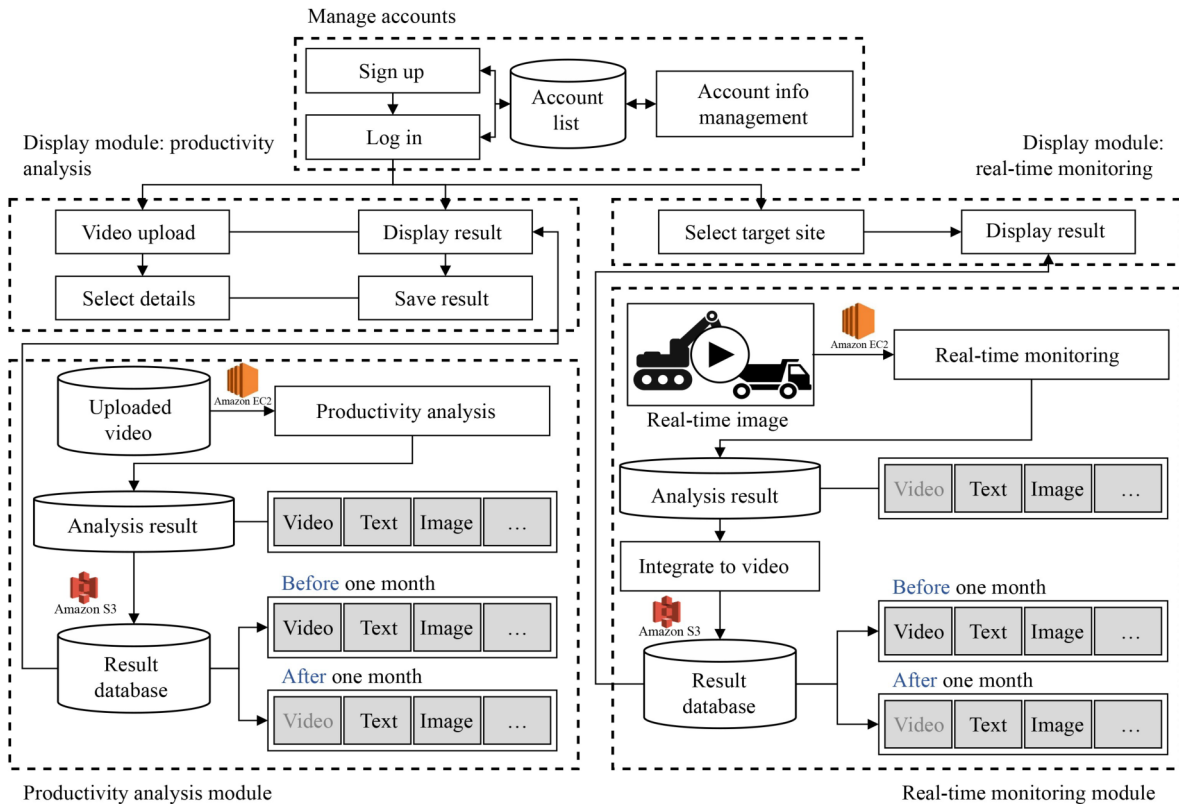 Manage accounts
Sign up
Log in
Account
list
Account info
management
Display module: productivity
analysis
Display module:
real-time monitoring
Video upload
Display result
Select details
Save result
Select target site
Display result
Uploaded
video
Amazon EC2
Productivity analysis
Analysis result
Video Text Image …
Amazon S3
Result
database
Before one month
Video Text Image …
After one month
Video Text Image …
Productivity analysis module
Real-time image
Amazon EC2
Real-time monitoring
Analysis result
Video Text Image …
Integrate to video
Amazon S3
Result
database
Before one month
Video Text Image …
After one month
Video Text Image …
Real-time monitoring module